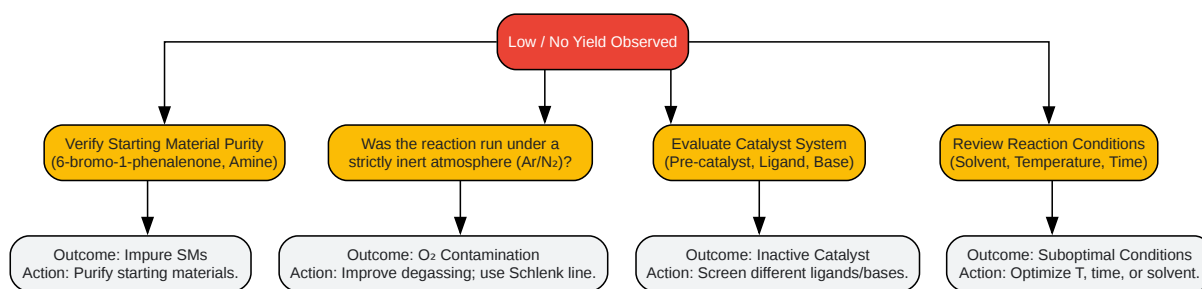 Low / No Yield Observed
Verify Starting Material Purity
(6-bromo-1-phenalenone, Amine)
Was the reaction run under a
strictly inert atmosphere (Ar/N₂)?
Evaluate Catalyst System
(Pre-catalyst, Ligand, Base)
Review Reaction Conditions
(Solvent, Temperature, Time)
Outcome: Impure SMs
Action: Purify starting materials.
Outcome: O₂ Contamination
Action: Improve degassing; use Schlenk line.
Outcome: Inactive Catalyst
Action: Screen different ligands/bases.
Outcome: Suboptimal Conditions
Action: Optimize T, time, or solvent.